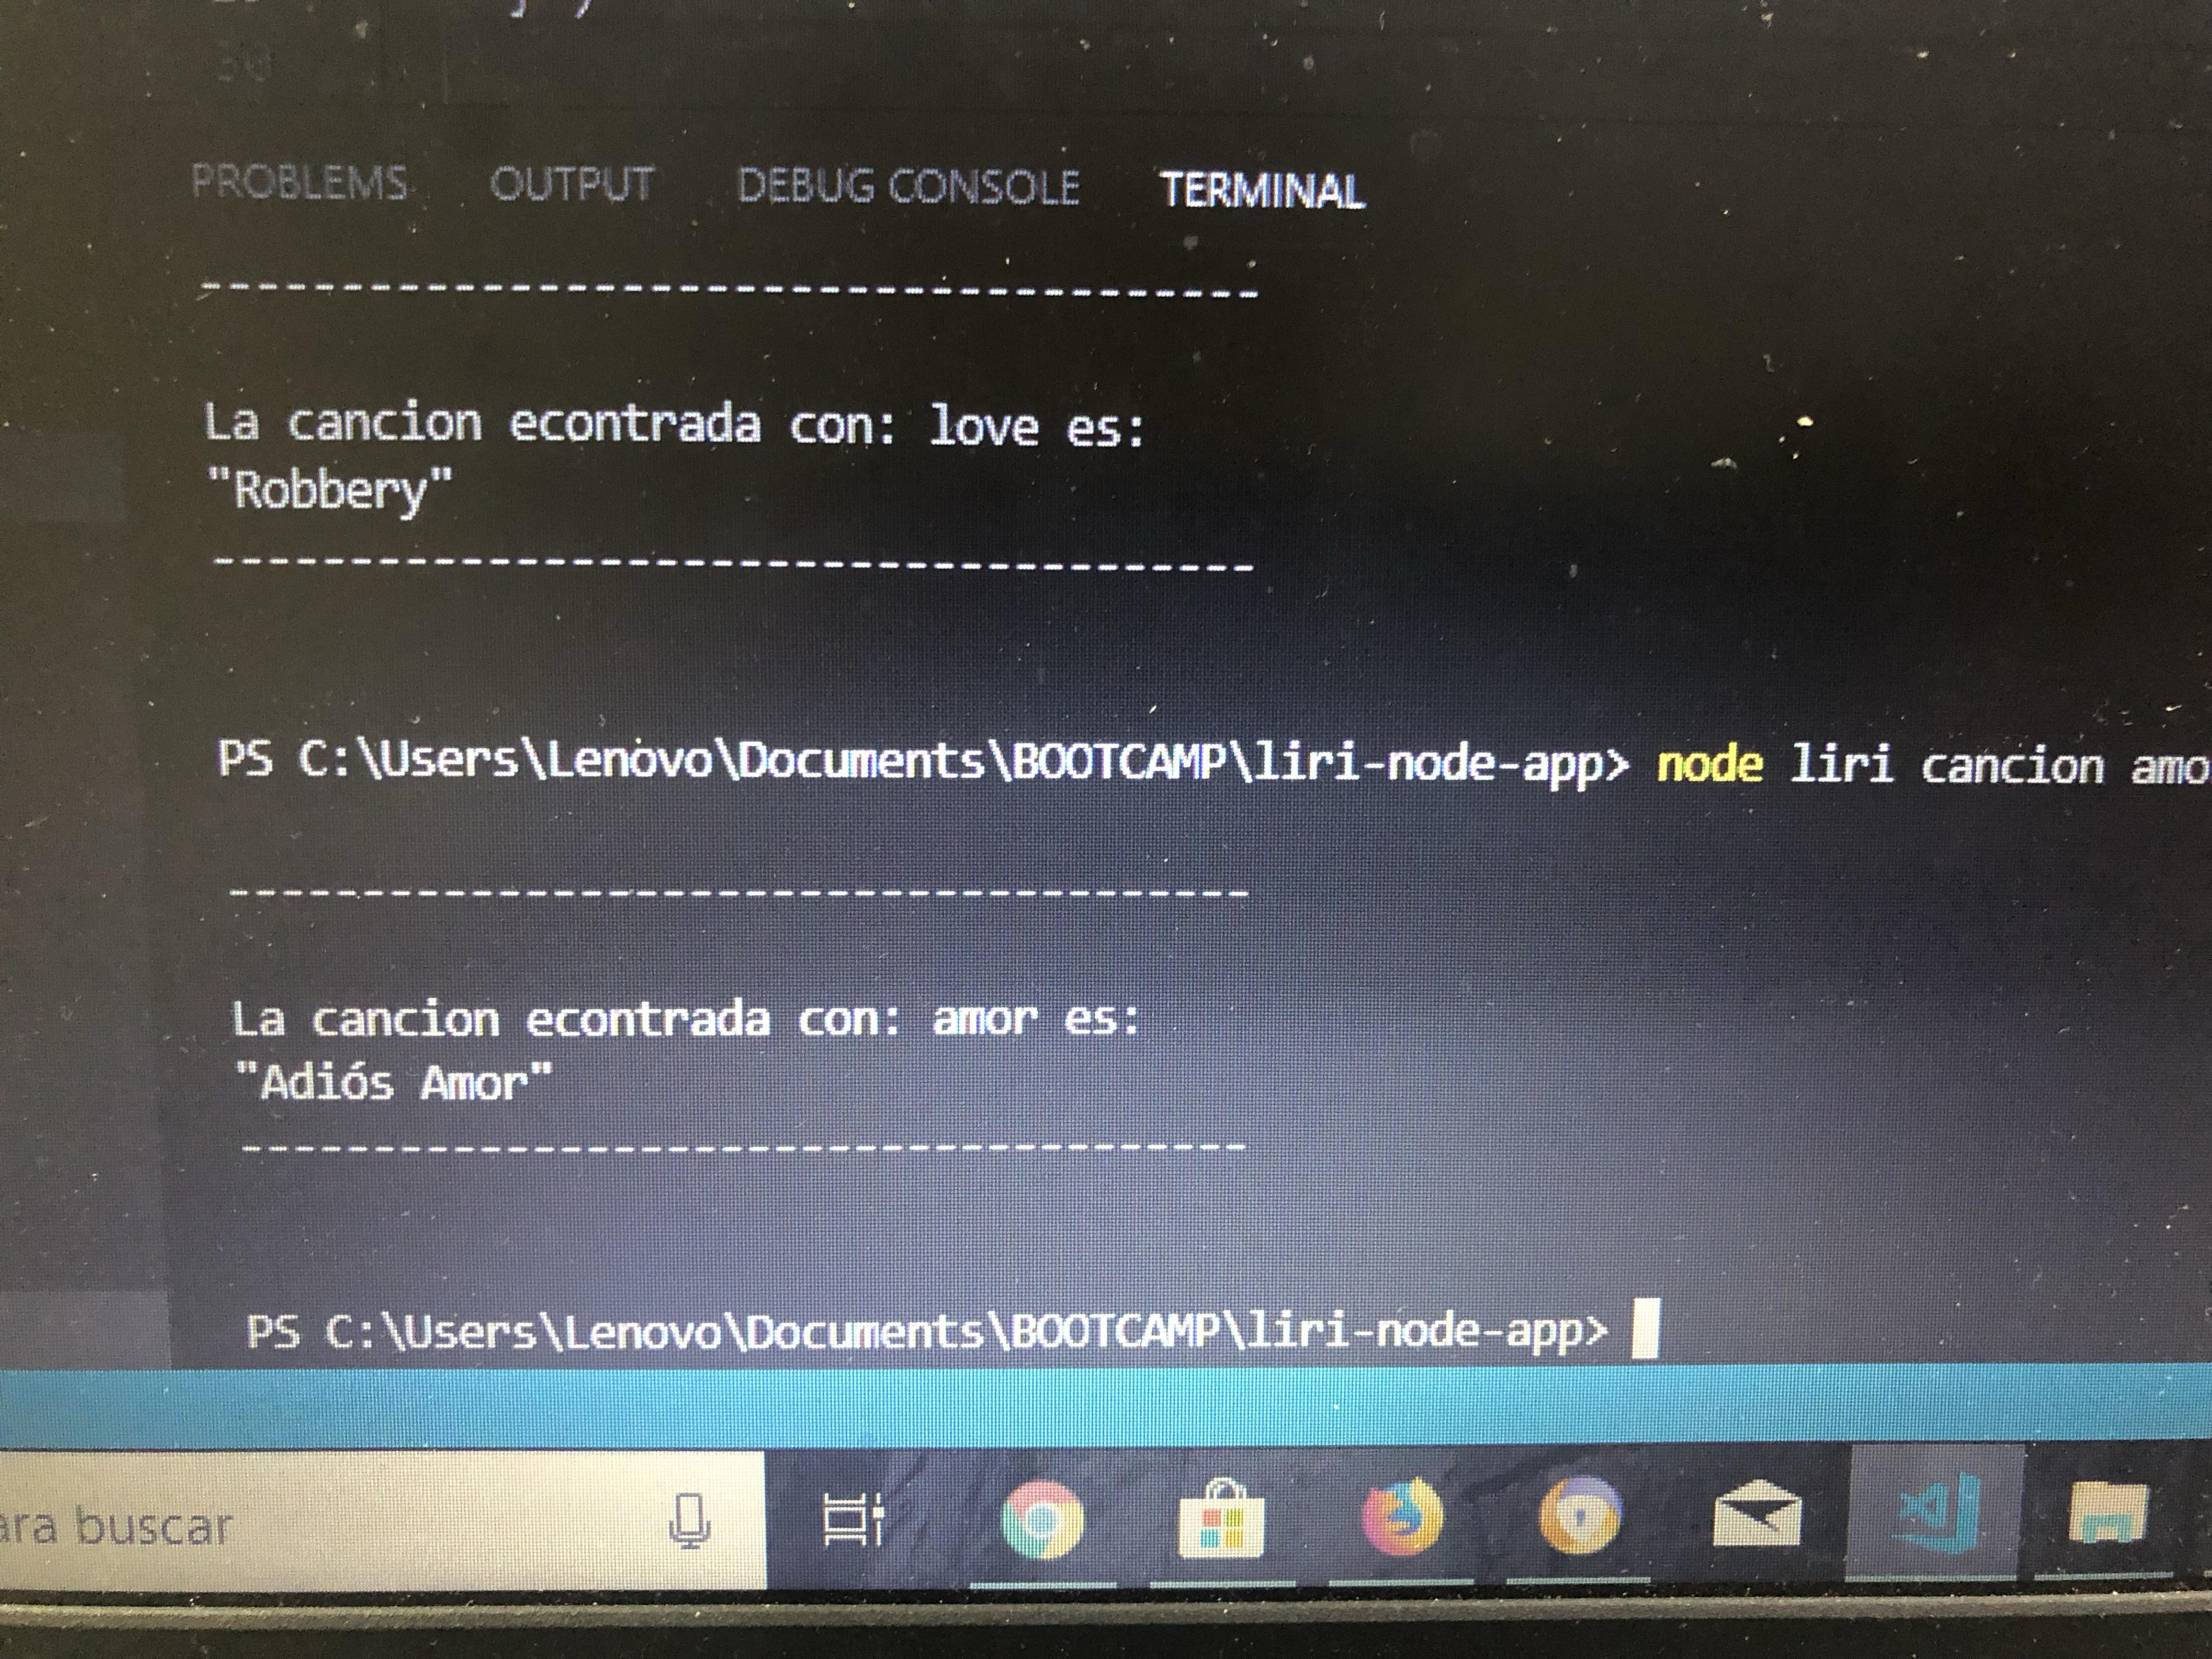 30
PROBLEMS OUTPUT DEBUG CONSOLE TERMINAL
--------------------------------------
La cancion econtrada con: love es:
"Robbery"
--------------------------------------
PS C:\Users\Lenovo\Documents\BOOTCAMP\liri-node-app> node liri cancion amo
--------------------------------------
La cancion econtrada con: amor es:
"Adiós Amor"
--------------------------------------
PS C:\Users\Lenovo\Documents\BOOTCAMP\liri-node-app>
ara buscar